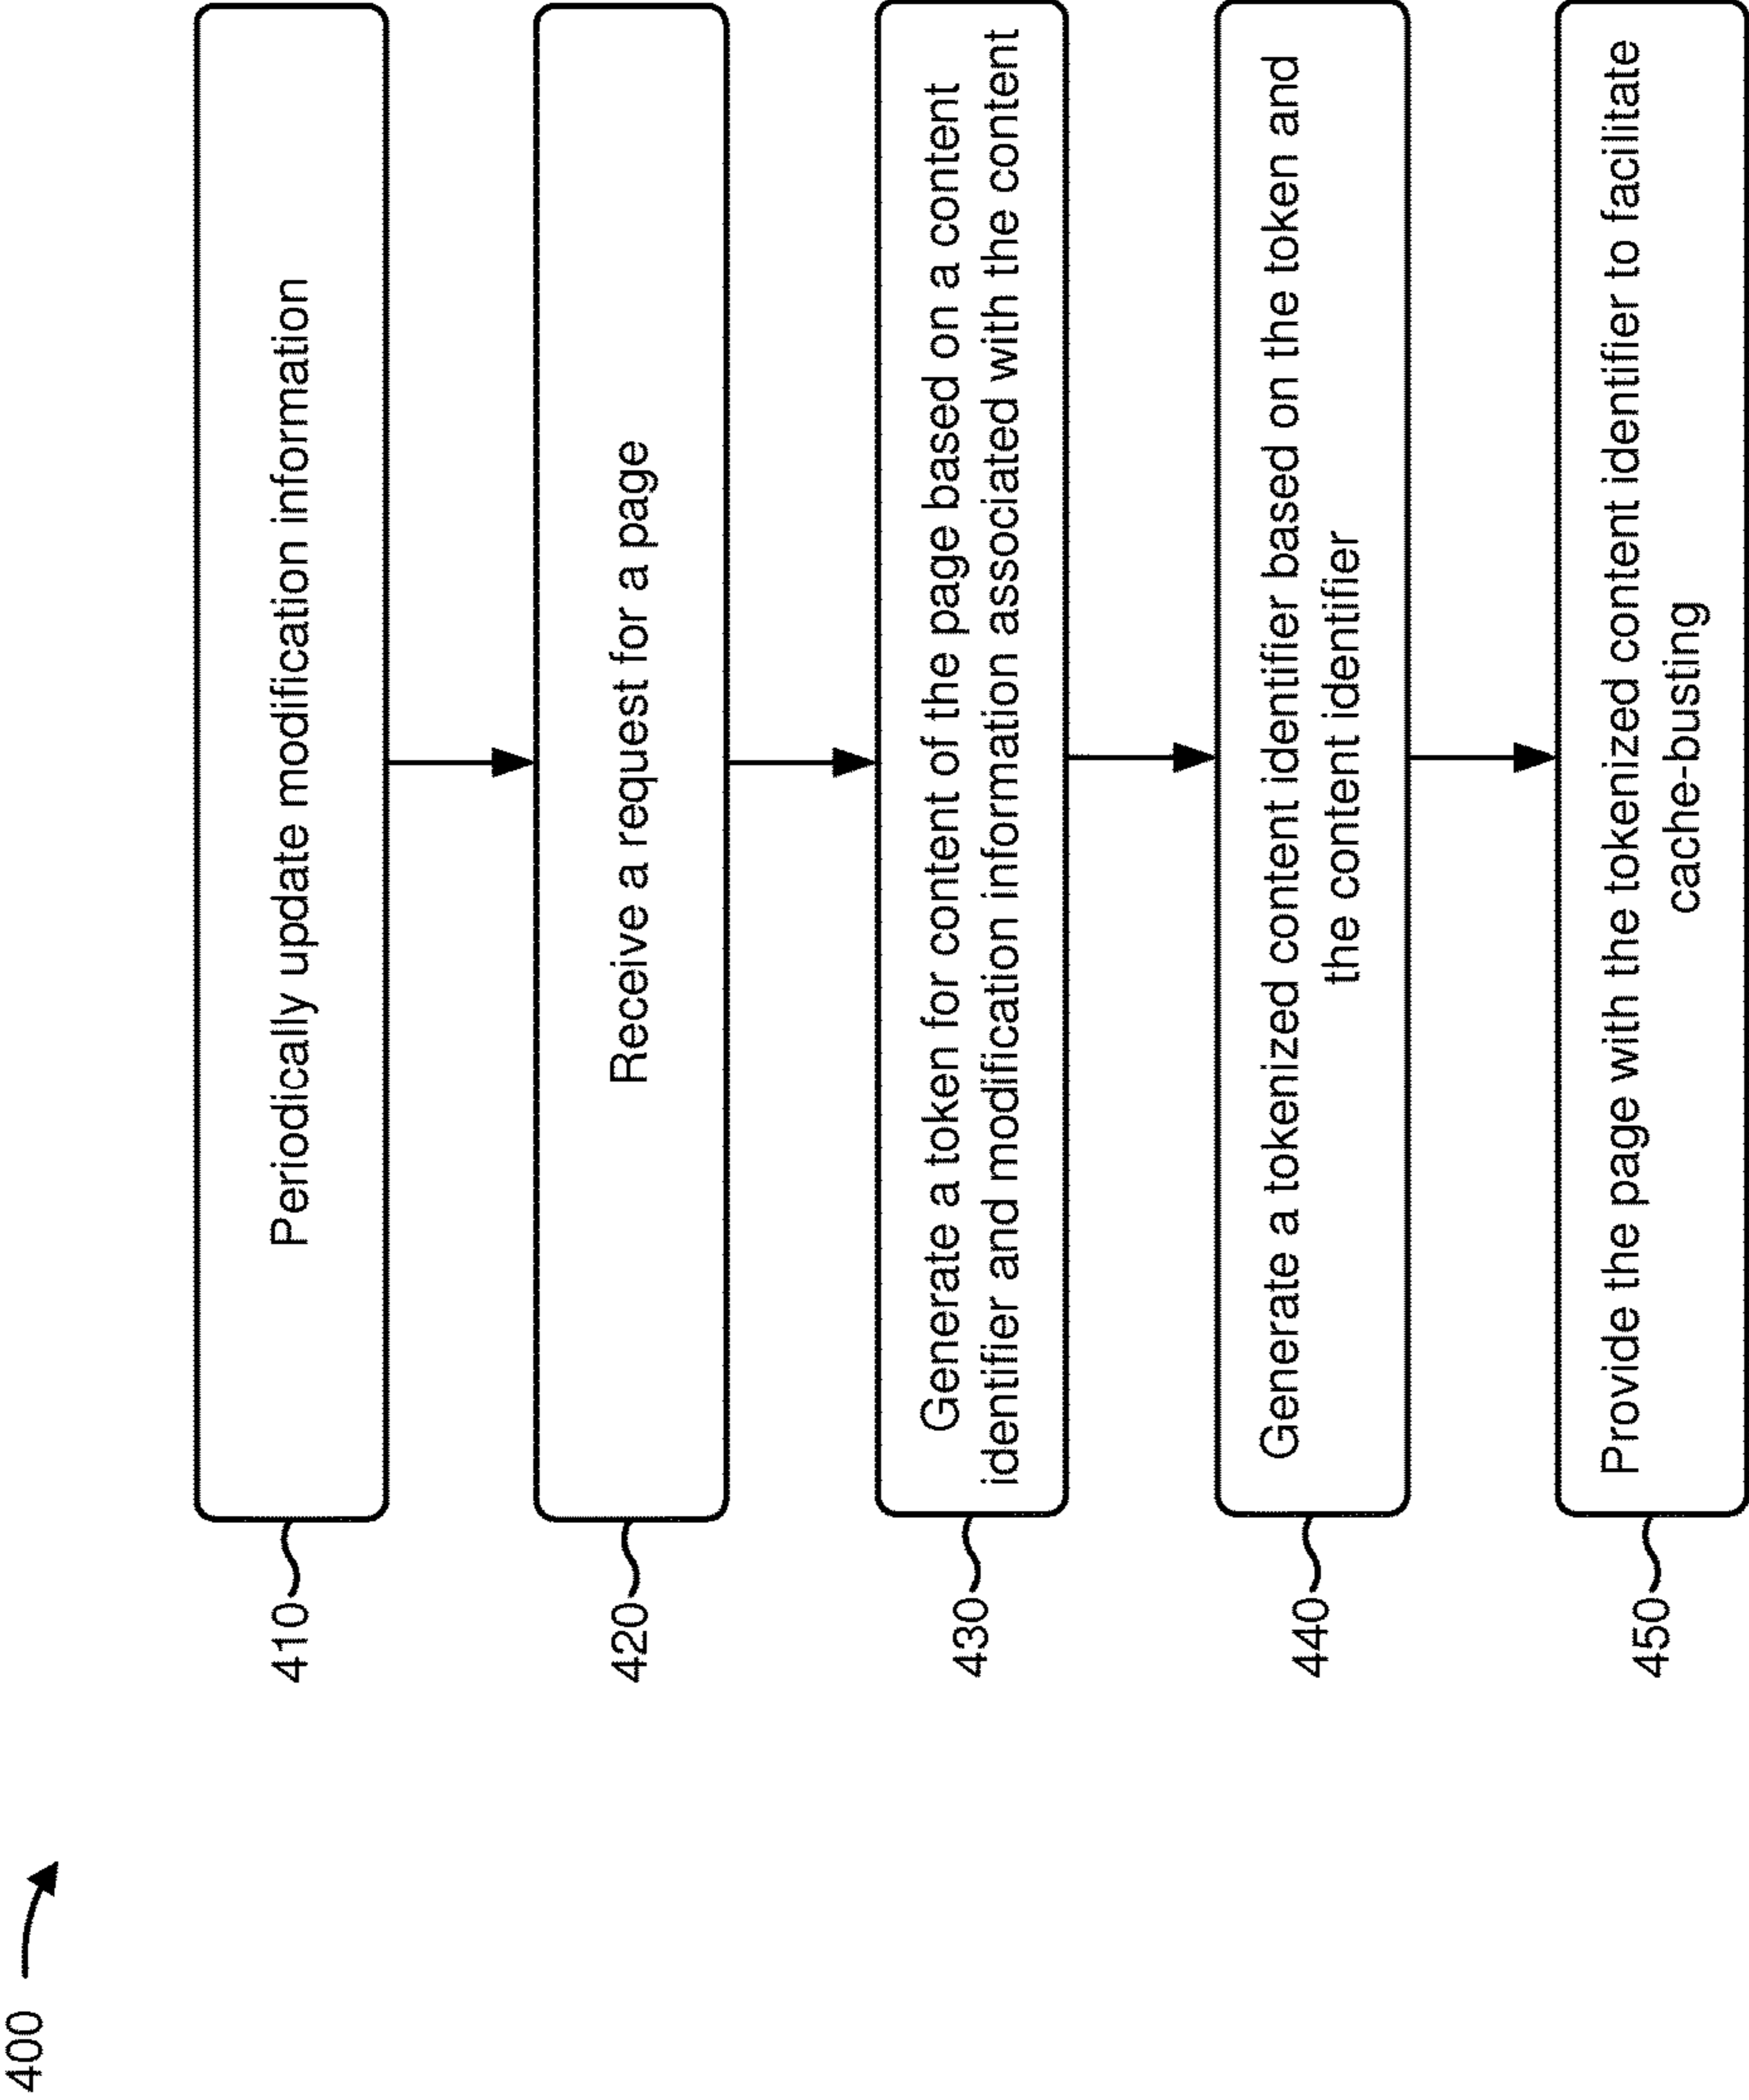 400
410
Periodically update modification information
420
Receive a request for a page
430
Generate a token for content of the page based on a content
identifier and modification information associated with the content
440
Generate a tokenized content identifier based on the token and
the content identifier
450
Provide the page with the tokenized content identifier to facilitate
cache-busting